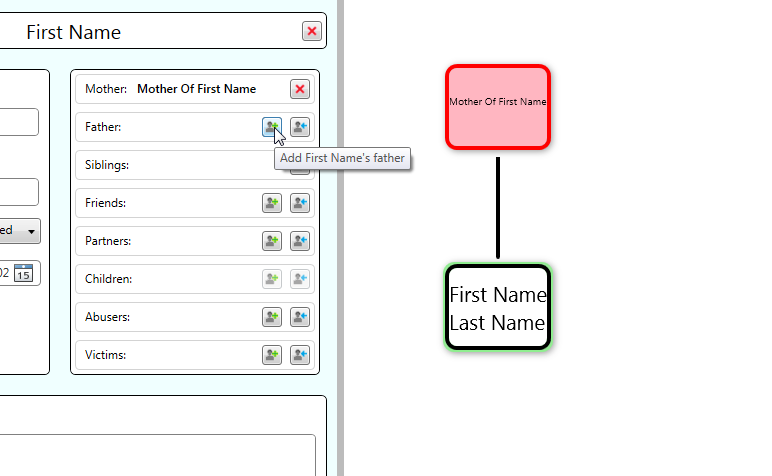 First Name
Mother: Mother Of First Name
Father:
Add First Name's father
Siblings:
Friends:
Partners:
ed
Children:
02 15
Abusers:
Victims:
Mother Of First Name
First Name
Last Name